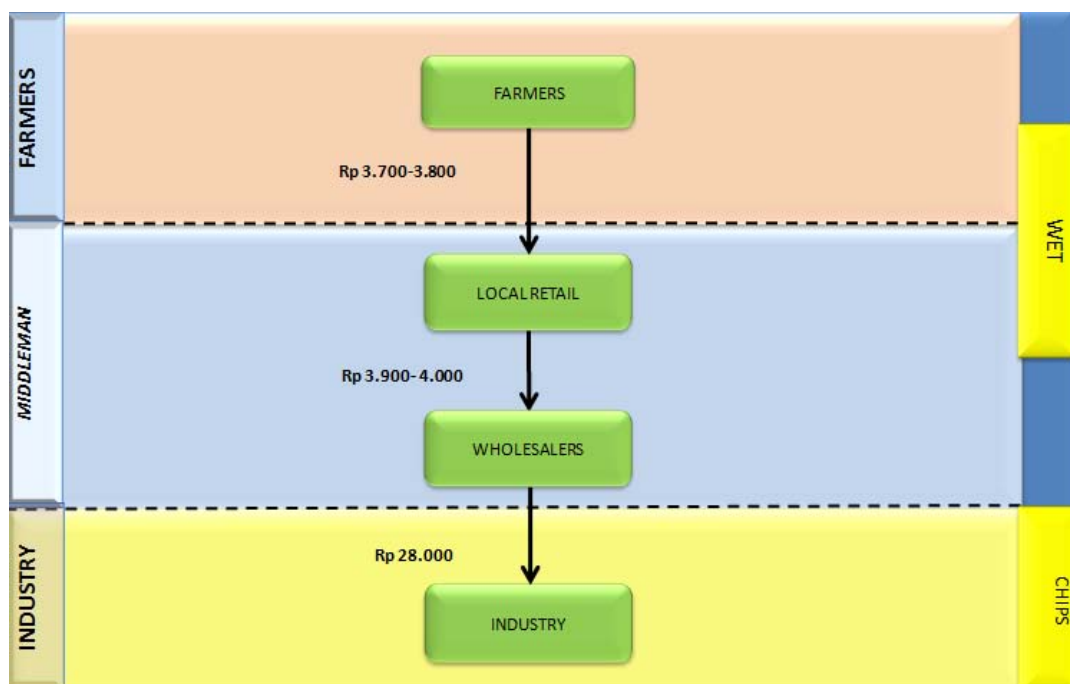 FARMERS
FARMERS
Rp 3.700-3.800
WET
LOCAL RETAIL
MIDDLEMAN
Rp 3.900- 4.000
WHOLESALERS
INDUSTRY
Rp 28.000
CHIPS
INDUSTRY